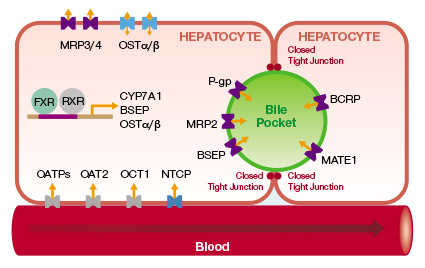 MRP3/4
OSTα/β
HEPATOCYTE
HEPATOCYTE
Closed
Tight Junction
P-gp
BCRP
FXR
RXR
CYP7A1
BSEP
OSTα/β
MRP2
Bile
Pocket
BSEP
MATE1
OATPs
OAT2
OCT1
NTCP
Closed
Tight Junction
Closed
Tight Junction
Blood